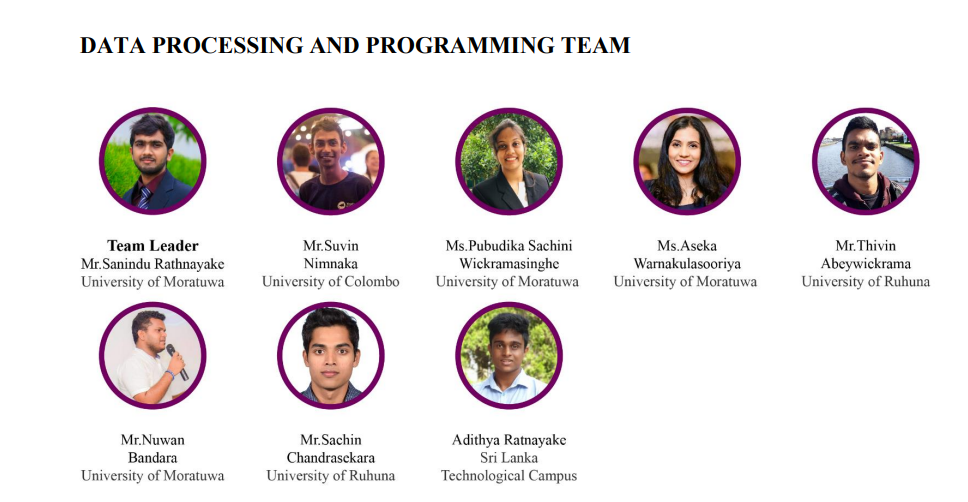 DATA PROCESSING AND PROGRAMMING TEAM
Team Leader
Mr.Sanindu Rathnayake
University of Moratuwa
Mr.Suvin
Nimnaka
University of Colombo
Ms.Pubudika Sachini
Wickramasinghe
University of Moratuwa
Ms.Aseka
Warnakulasooriya
University of Moratuwa
Mr.Thivin
Abeywickrama
University of Ruhuna
Mr.Nuwan
Bandara
University of Moratuwa
Mr.Sachin
Chandrasekara
University of Ruhuna
Adithya Ratnayake
Sri Lanka
Technological Campus